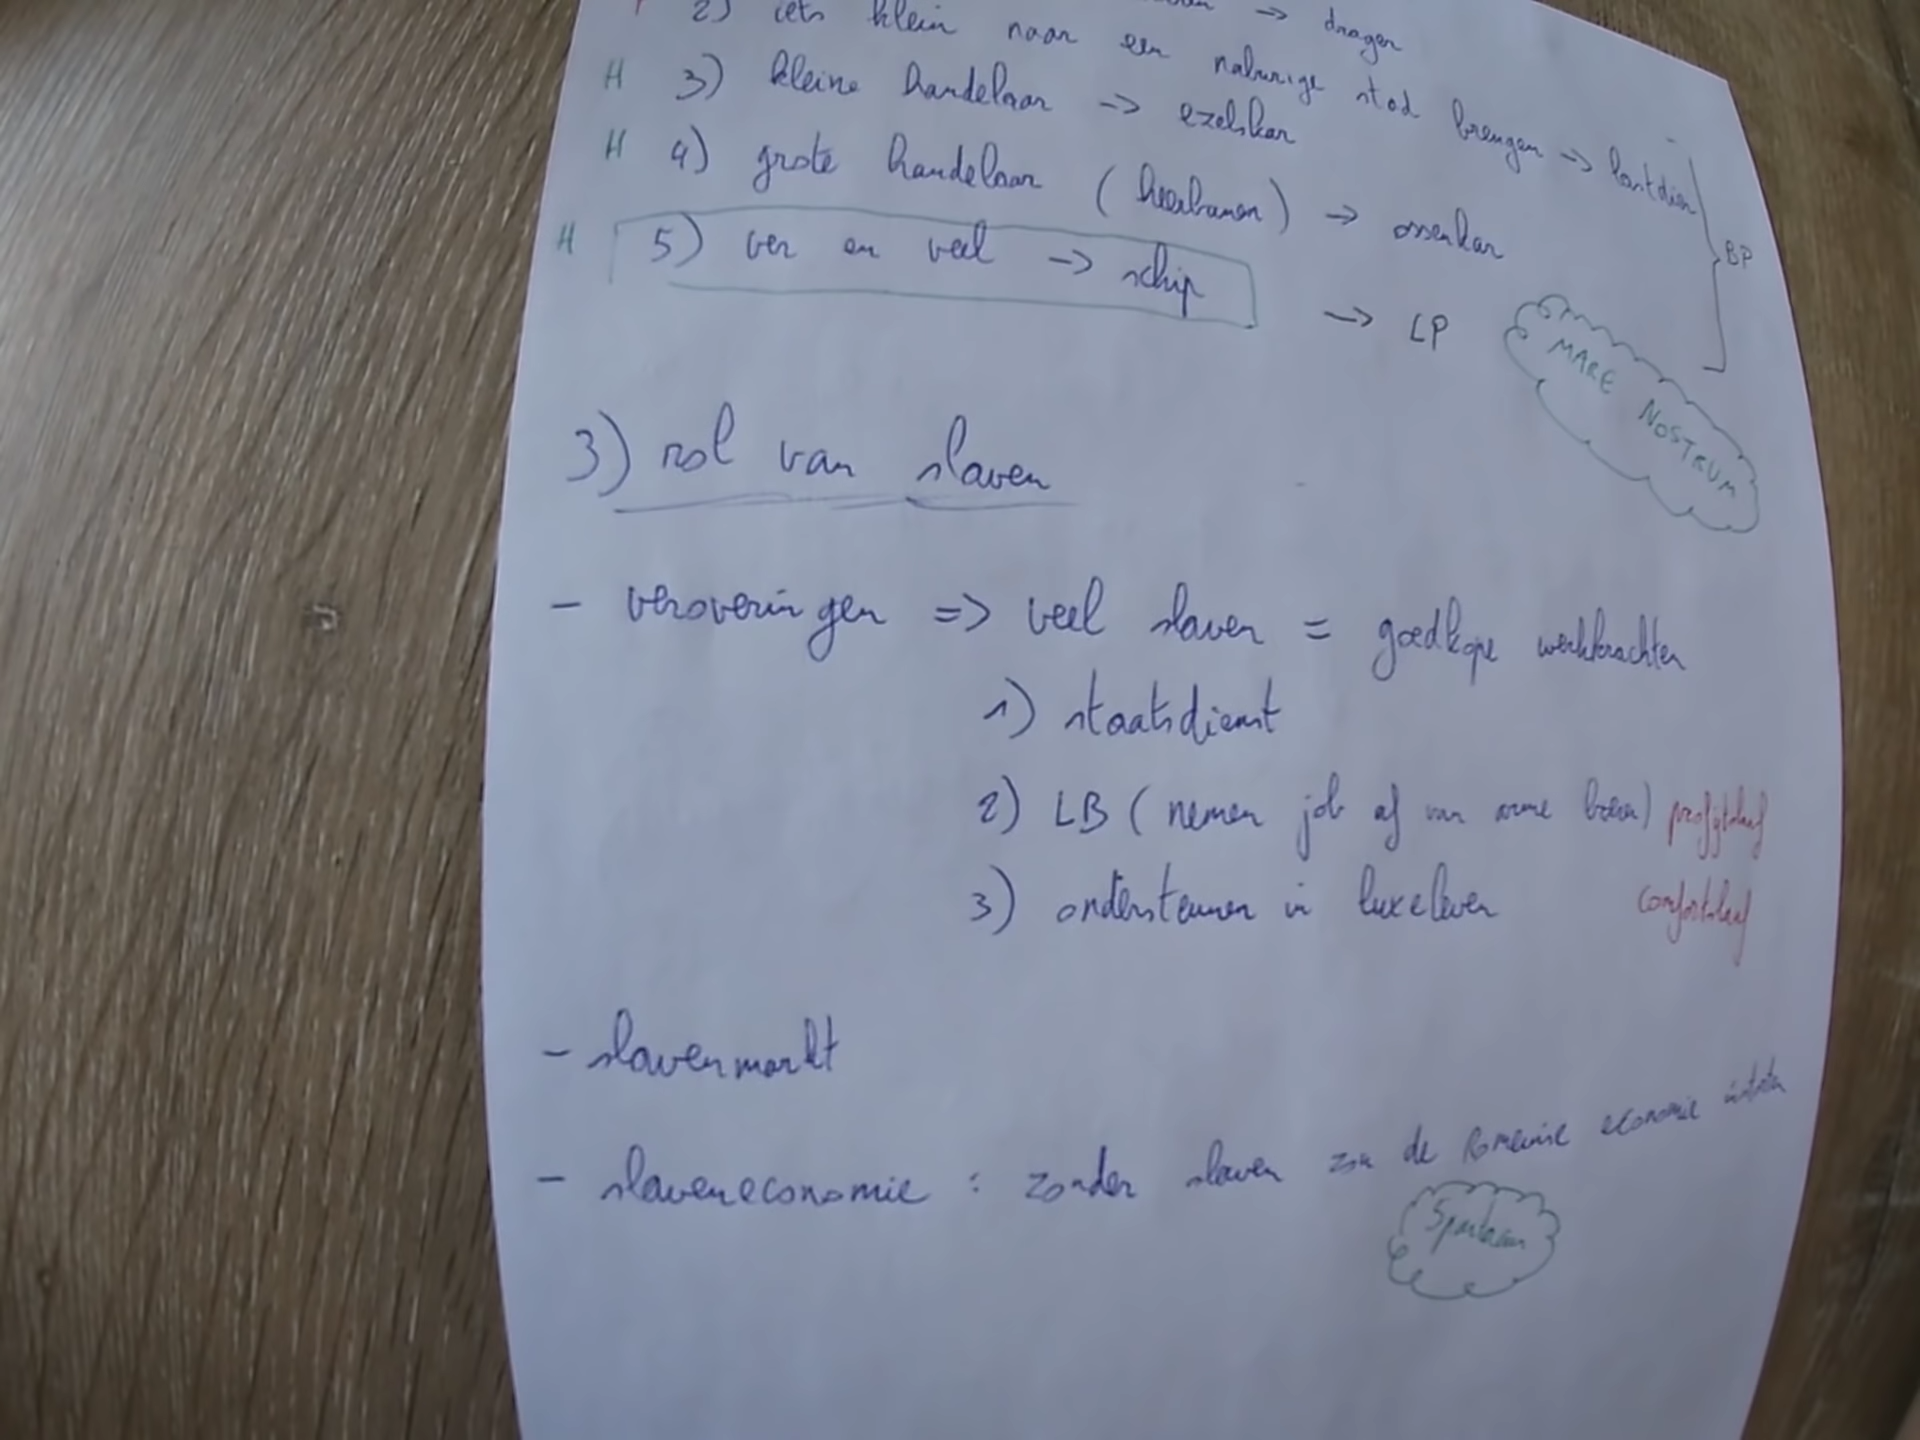 → dragen
2) iets klein naar een naburige stad brengen → lastdier
H 3) kleine handelaar → ezelskar
H 4) grote handelaar (heerbanen) → ossenkar
BP
H 5) ver en veel → schip
→ LP
MARE NOSTRUM
3) rol van slaven
- veroveringen => veel slaven = goedkope werkkrachten
1) staatsdienst
2) LB (nemen job af van arme boeren) profijtslaaf
3) ondersteunen in luxeleven comfortslaaf
- slavenmarkt
- slaveneconomie : zonder slaven zou de Romeinse economie
Spartacus